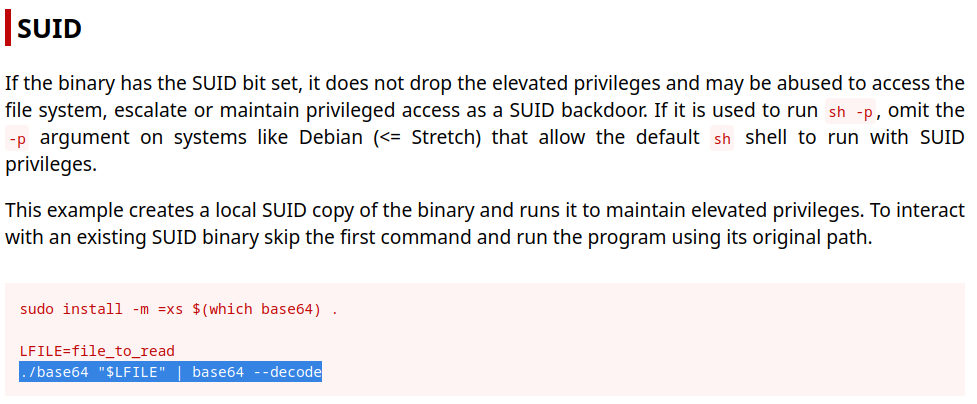 SUID
If the binary has the SUID bit set, it does not drop the elevated privileges and may be abused to access the
file system, escalate or maintain privileged access as a SUID backdoor. If it is used to run sh -p, omit the
-p argument on systems like Debian (<= Stretch) that allow the default sh shell to run with SUID
privileges.
This example creates a local SUID copy of the binary and runs it to maintain elevated privileges. To interact
with an existing SUID binary skip the first command and run the program using its original path.
sudo install -m =xs $(which base64) .
LFILE=file_to_read
./base64 "$LFILE" | base64 --decode